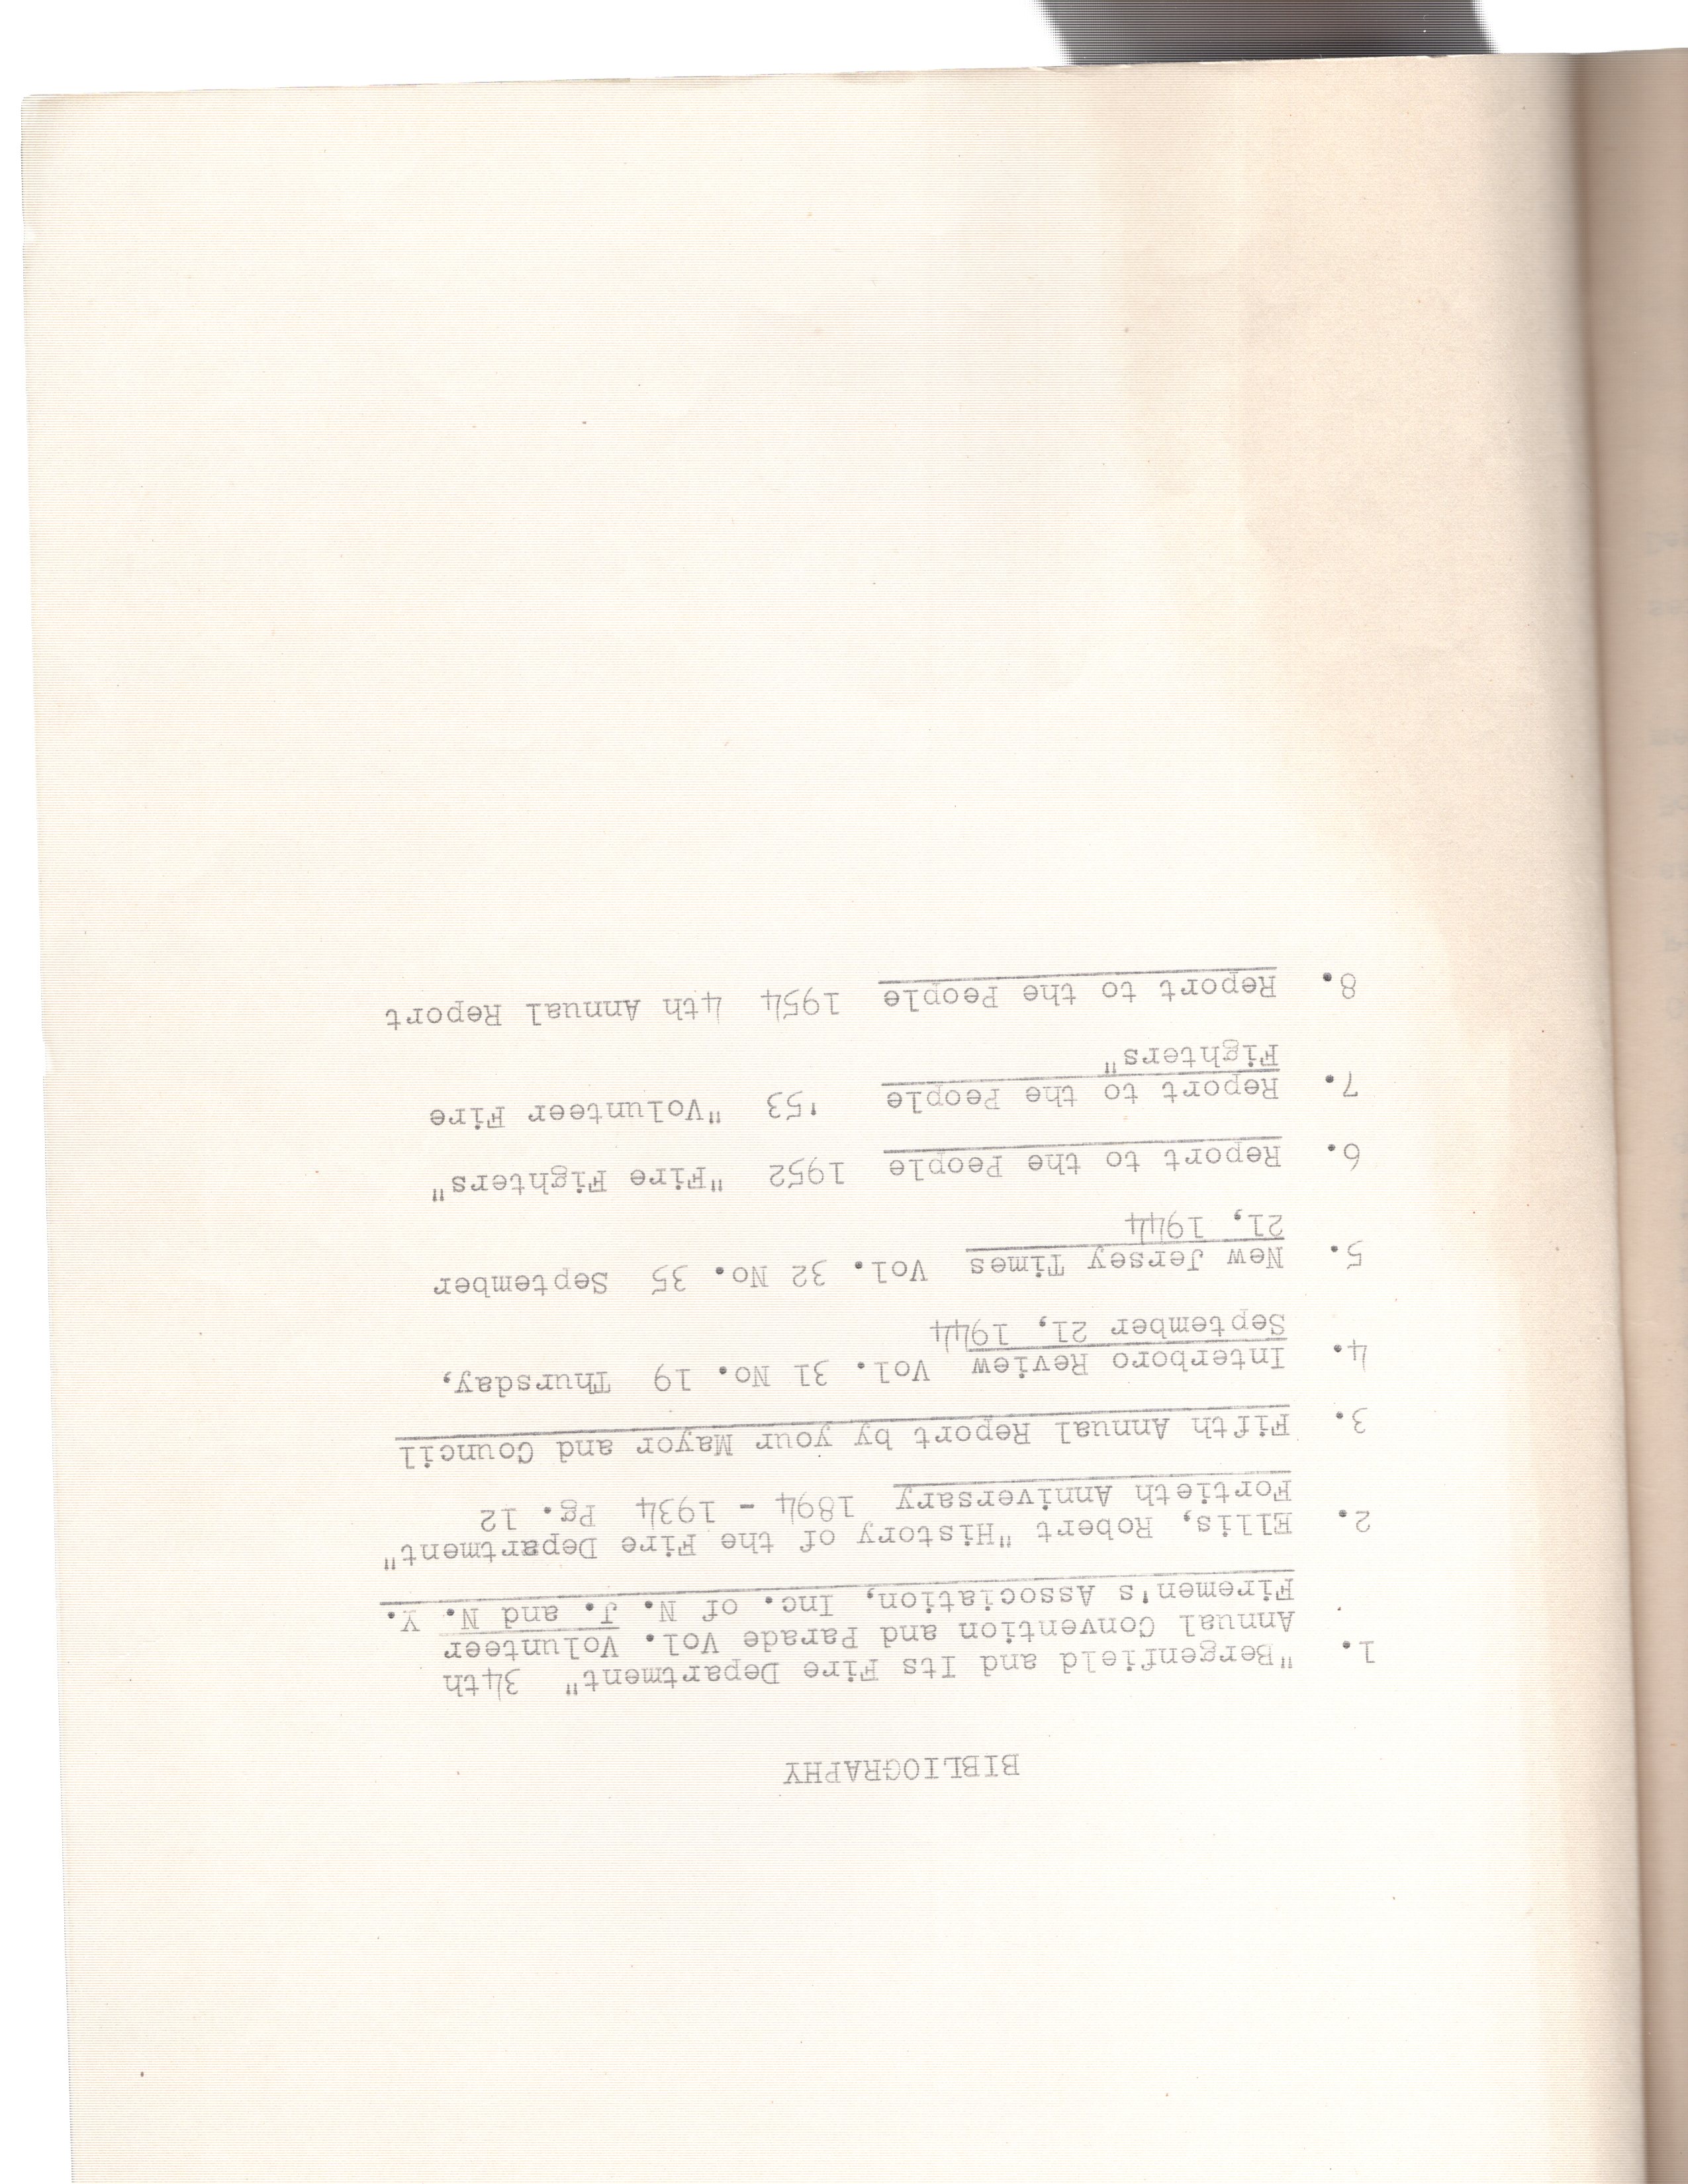 BIBLIOGRAPHY
1. "Bergenfield and Its Fire Department" 34th
Annual Convention and Parade Vol. Volunteer
Firemen's Association, Inc. of N. J. and N. Y.
2. Ellis, Robert "History of the Fire Department"
Fortieth Anniversary 1894 - 1934 Pg. 12
3. Fifth Annual Report by your Mayor and Council
4. Interboro Review Vol. 31 No. 19 Thursday,
September 21, 1944
5. New Jersey Times Vol. 32 No. 35 September
21, 1944
6. Report to the People 1952 "Fire Fighters"
7. Report to the People '53 "Volunteer Fire
Fighters"
8. Report to the People 1954 4th Annual Report